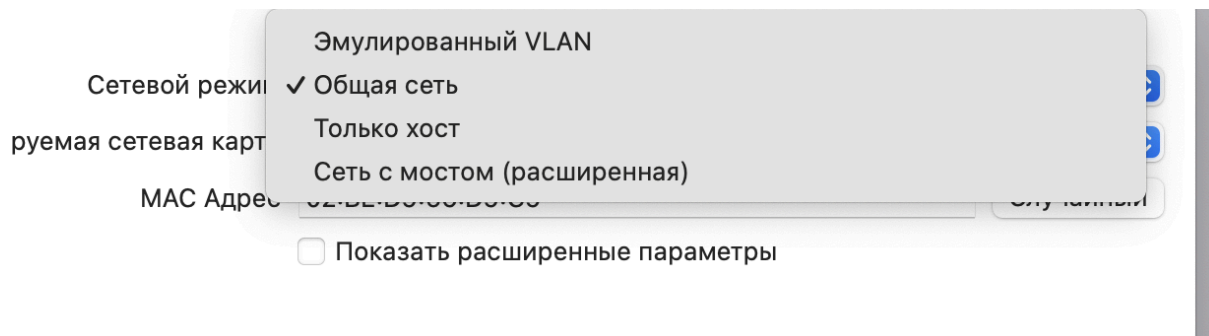 Эмулированный VLAN
Сетевой режи ✓ Общая сеть
Только хост
руемая сетевая карт
Сеть с мостом (расширенная)
MAC Адрес
Случайный
Показать расширенные параметры